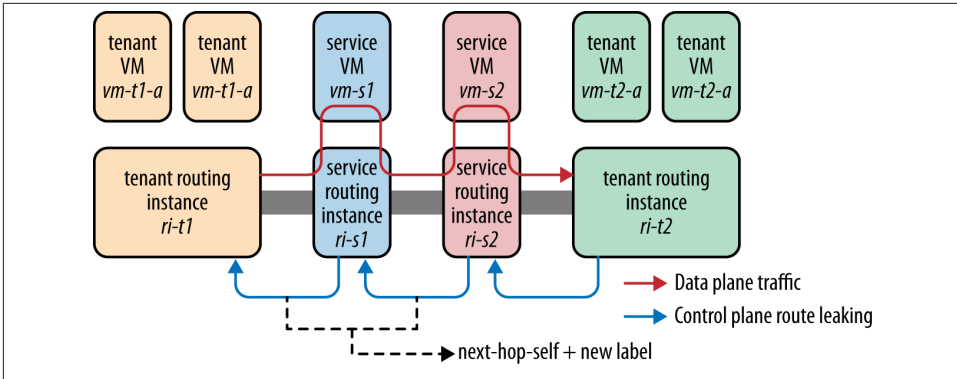 tenant
VM
vm-t1-a
tenant
VM
vm-t1-a
service
VM
vm-s1
service
VM
vm-s2
tenant
VM
vm-t2-a
tenant
VM
vm-t2-a
tenant routing
instance
ri-t1
service
routing
instance
ri-s1
service
routing
instance
ri-s2
tenant routing
instance
ri-t2
Data plane traffic
Control plane route leaking
next-hop-self + new label